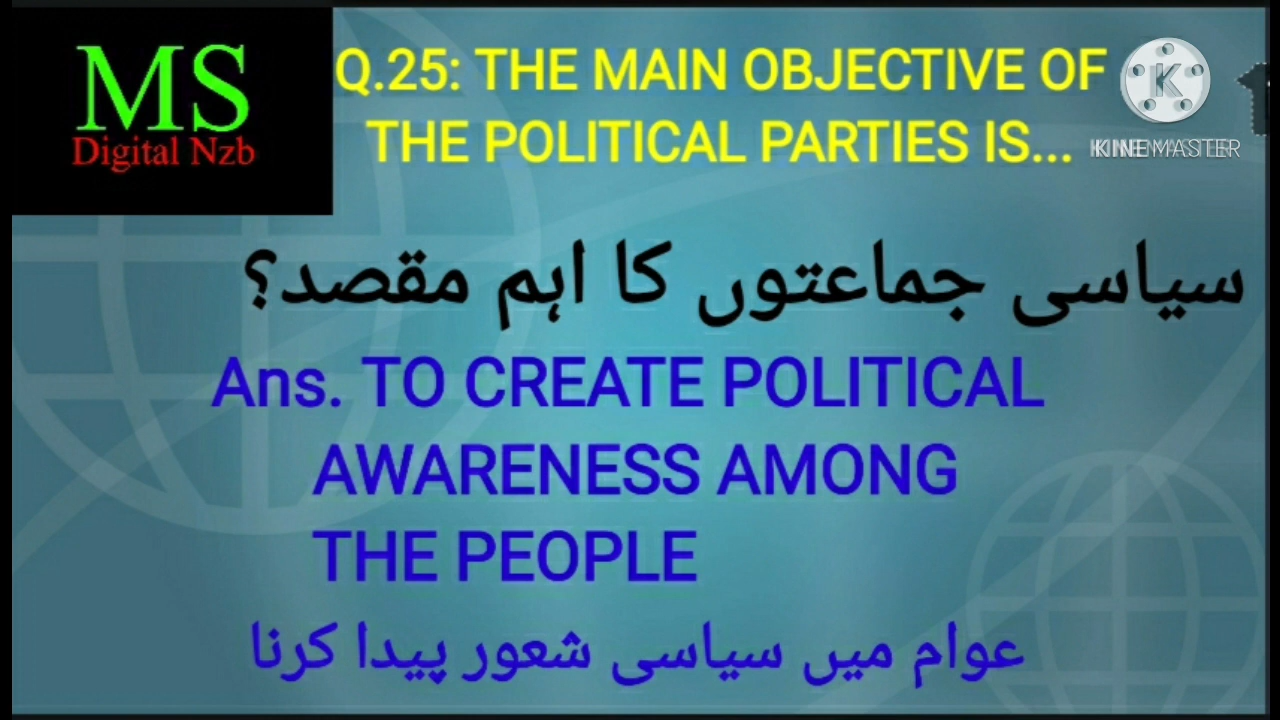 MS
Digital Nzb
Q.25: THE MAIN OBJECTIVE OF
THE POLITICAL PARTIES IS...
KINEMASTER
سیاسی جماعتوں کا اہم مقصد؟
Ans. TO CREATE POLITICAL
AWARENESS AMONG
THE PEOPLE
عوام میں سیاسی شعور پیدا کرنا